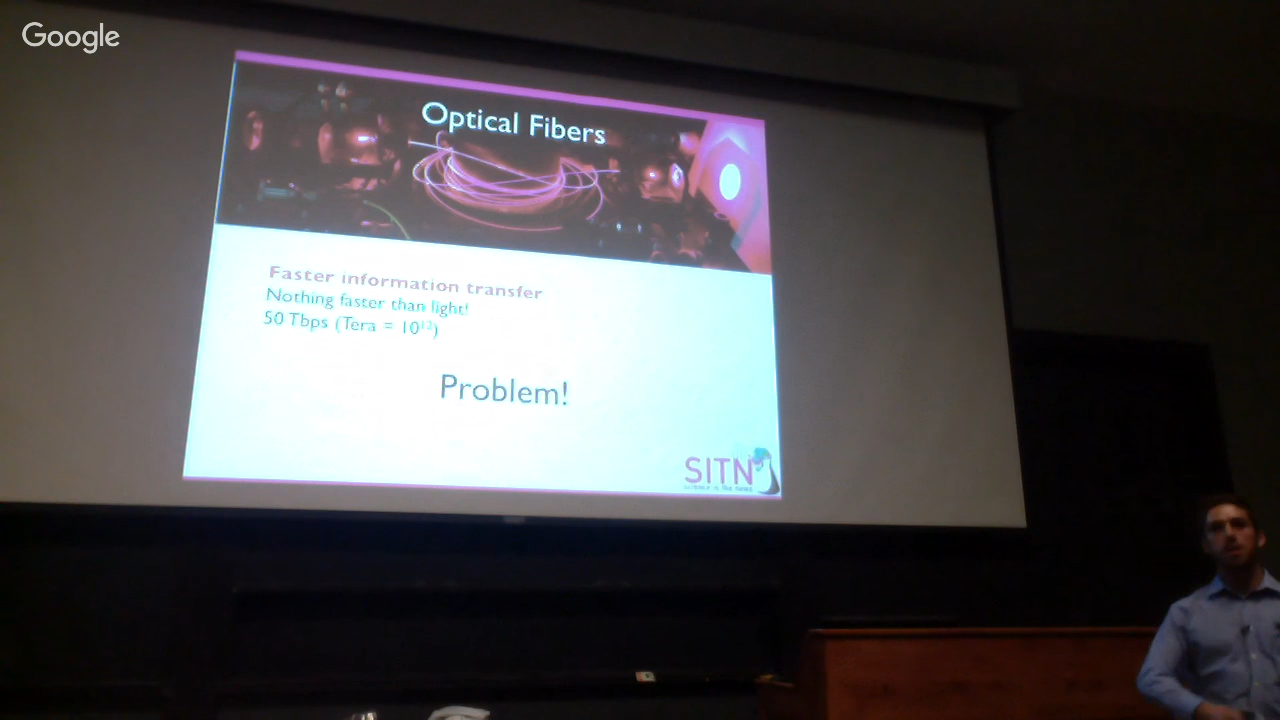 Google
Optical Fibers
Faster information transfer
Nothing faster than light!
50 Tbps (Tera = 10¹²)
Problem!
SITN